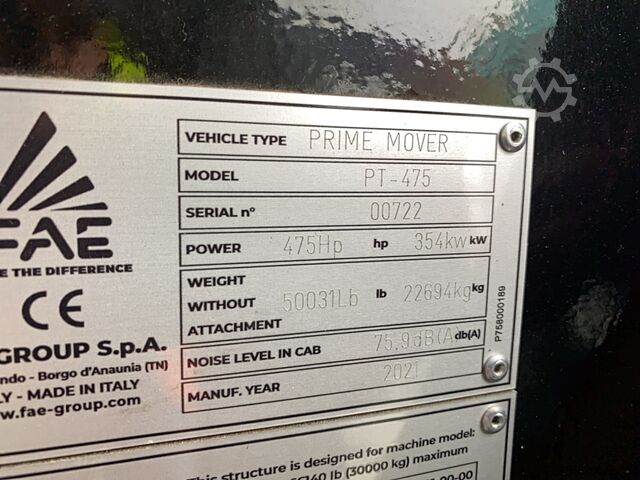 FAE
E THE DIFFERENCE
CE
GROUP S.p.A.
ndo - Borgo d'Anaunia (TN)
Y - MADE IN ITALY
w.fae-group.com
VEHICLE TYPE PRIME MOVER
MODEL PT-475
SERIAL n° 00722
POWER 475Hp hp 354kw kW
WEIGHT
WITHOUT 50031Lb lb 22694kg kg
ATTACHMENT
NOISE LEVEL IN CAB 75,9dB(A) db(A)
MANUF. YEAR 2021
P758000189
This structure is designed for machine model:
140 lb (30000 kg) maximum